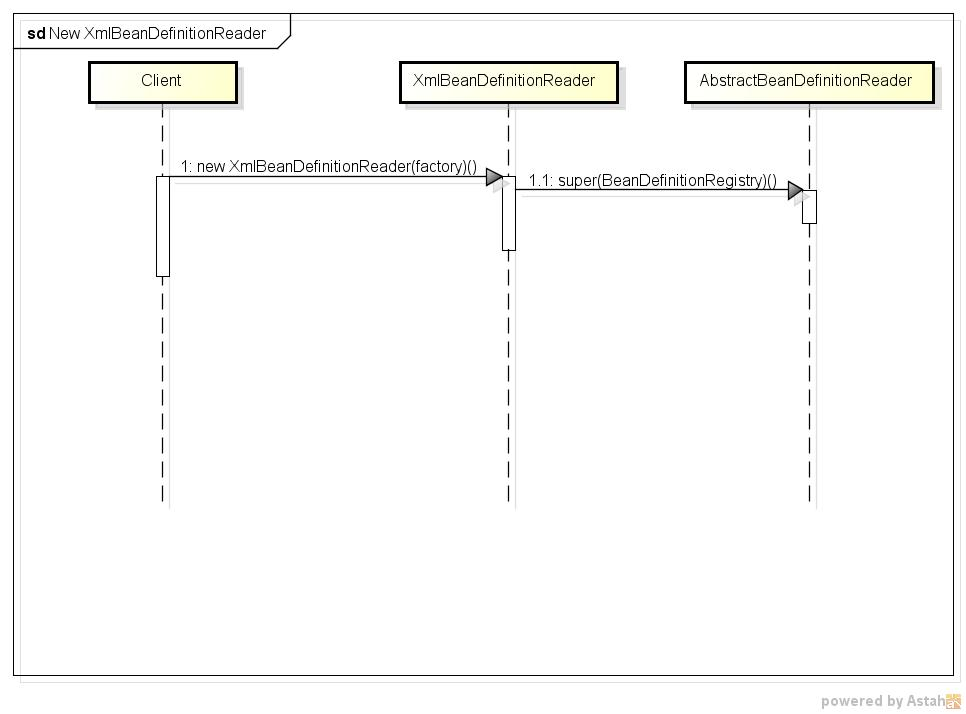 sd New XmlBeanDefinitionReader
Client
XmlBeanDefinitionReader
AbstractBeanDefinitionReader
1: new XmlBeanDefinitionReader(factory)()
1.1: super(BeanDefinitionRegistry)()
powered by Astah